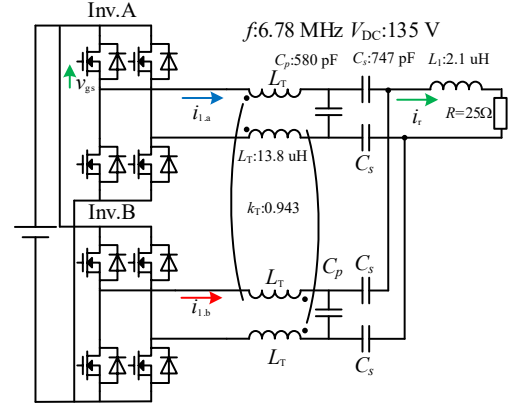 Inv.A
f:6.78 MHz V_DC:135 V
C_p:580 pF C_s:747 pF L_1:2.1 uH
v_gs
L_T
i_1.a
i_r
R=25Ω
L_T:13.8 uH
C_s
k_T:0.943
Inv.B
L_T
C_p
C_s
i_1.b
L_T
C_s